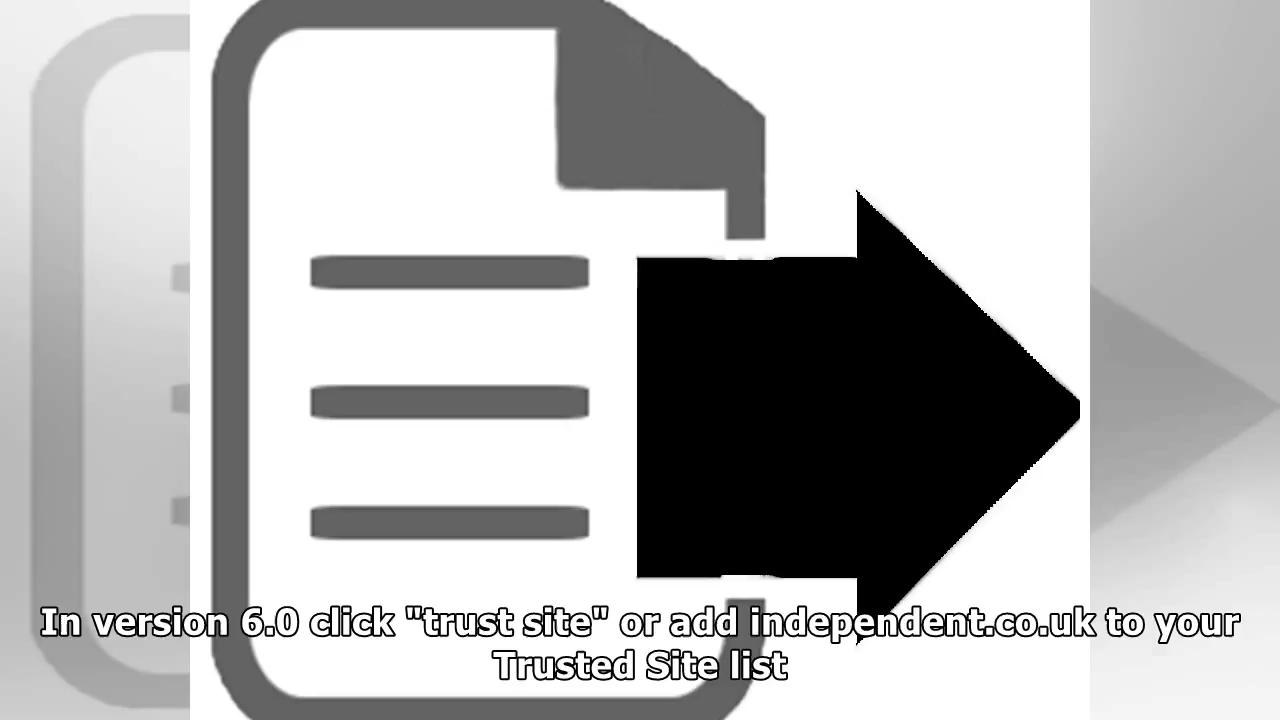 In version 6.0 click "trust site" or add independent.co.uk to your
Trusted Site list